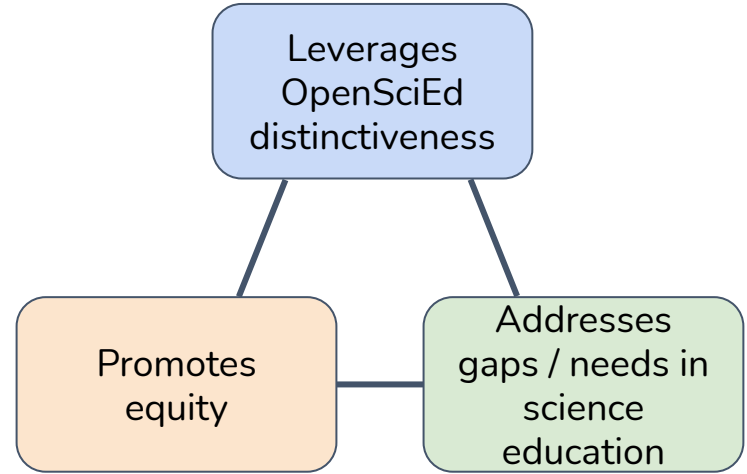 Leverages
OpenSciEd
distinctiveness
Promotes
equity
Addresses
gaps / needs in
science
education